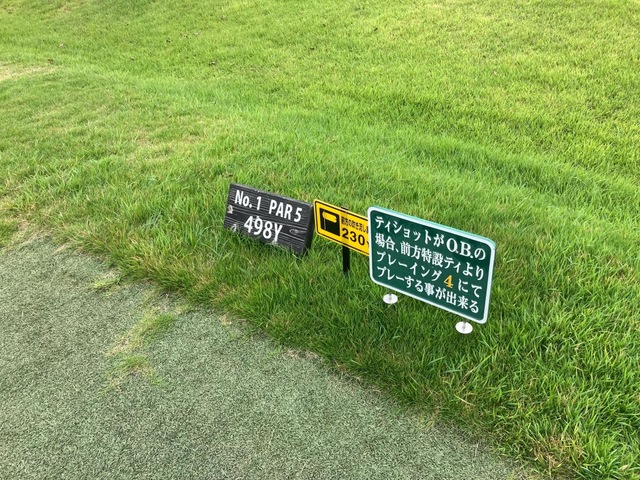 No. 1 PAR 5
498Y
230
ティショットがO.B.の
場合、前方特設ティより
プレーイング4にて
プレーする事が出来る